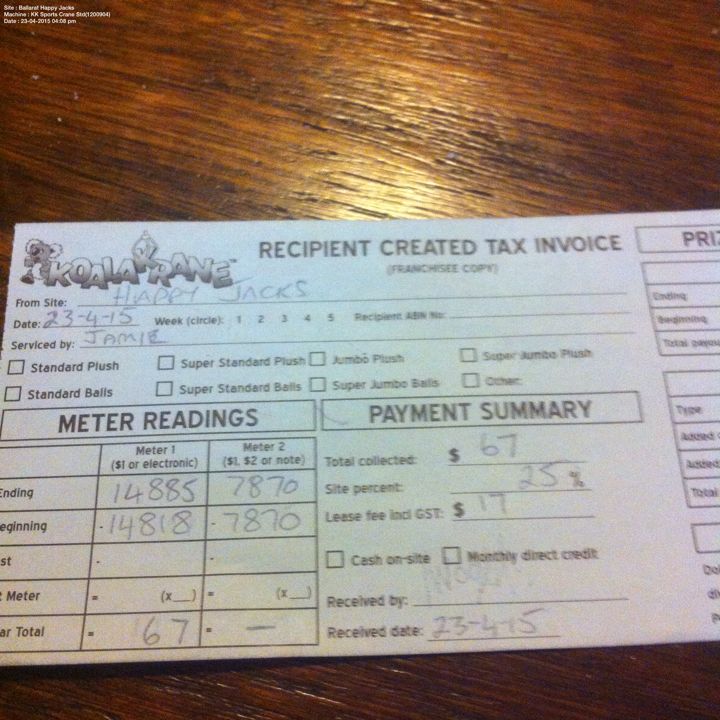 Site : Ballarat Happy Jacks
Machine : KK Sports Crane Std(1200904)
Date : 23-04-2015 04:08 pm
KOALA KRANE™
RECIPIENT CREATED TAX INVOICE
(FRANCHISEE COPY)
From Site: HAPPY JACKS
Date: 23-4-15 Week (circle): 1 2 3 4 5 Recipient ABN No:
Serviced by: JAMIE
Standard Plush Super Standard Plush Jumbo Plush Super Jumbo Plush
Standard Balls Super Standard Balls Super Jumbo Balls Other:
METER READINGS
Meter 1 Meter 2
($1 or electronic) ($1, $2 or note)
Ending 14885 7870
eginning - 14818 - 7870
st - -
t Meter = (x__) = (x__)
ar Total = 67 = —
PAYMENT SUMMARY
Total collected: $ 67
Site percent: 25 %
Lease fee incl GST: $ 17
Cash on-site Monthly direct credit
Received by:
Received date: 23-4-15
PRI
Ending
Beginning
Total payou
Type
Added
Added
Total